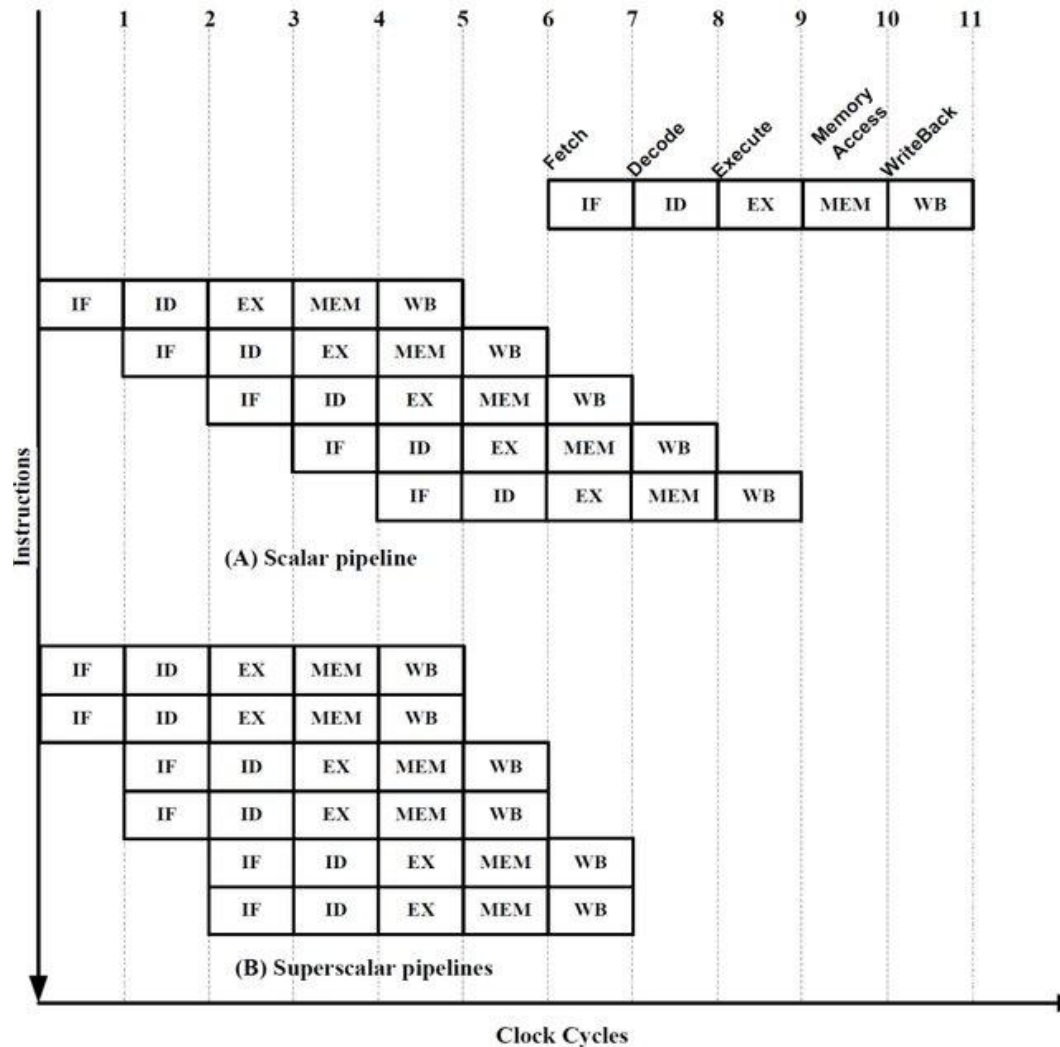 1 2 3 4 5 6 7 8 9 10 11
Fetch Decode Execute Memory Access WriteBack
IF ID EX MEM WB
IF ID EX MEM WB
IF ID EX MEM WB
IF ID EX MEM WB
IF ID EX MEM WB
IF ID EX MEM WB
(A) Scalar pipeline
Instructions
IF ID EX MEM WB
IF ID EX MEM WB
IF ID EX MEM WB
IF ID EX MEM WB
IF ID EX MEM WB
IF ID EX MEM WB
(B) Superscalar pipelines
Clock Cycles